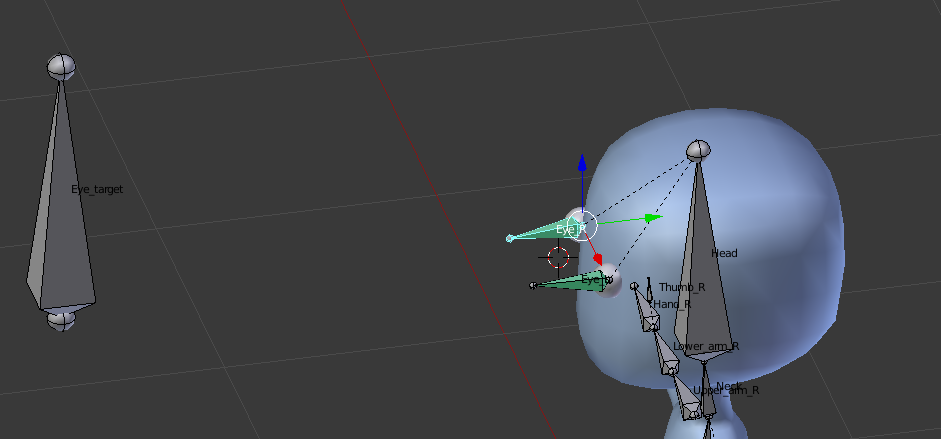 Eye_target
Eye_R
Head
Thumb_R
Hand_R
Lower_arm_R
Neck
Upper_arm_R